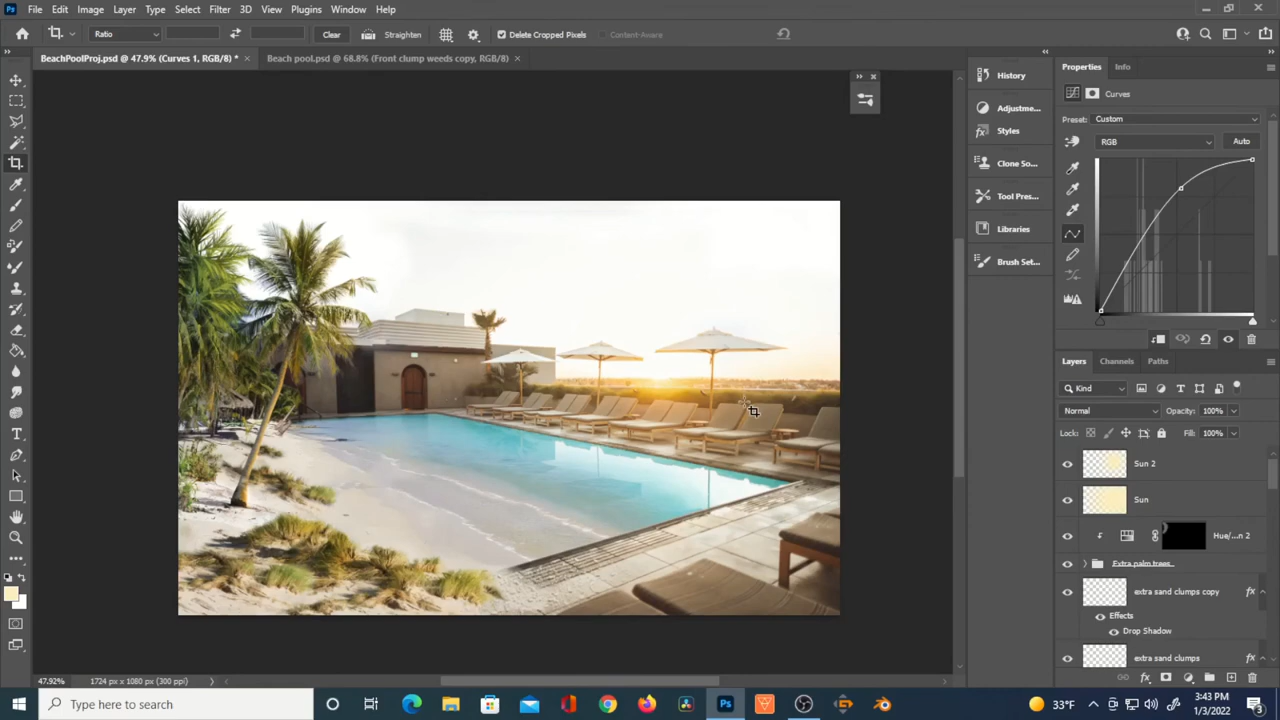 Ps File Edit Image Layer Type Select Filter 3D View Plugins Window Help
Ratio Clear Straighten Delete Cropped Pixels Content-Aware
BeachPoolProj.psd @ 47.9% (Curves 1, RGB/8) * × Beach pool.psd @ 68.8% (Front clump weeds copy, RGB/8) ×
Properties Info
History
Curves
Adjustme...
Preset: Custom
Styles
RGB Auto
Clone So...
Tool Pres...
Libraries
Brush Set...
Layers Channels Paths
Kind
Normal Opacity: 100%
Lock: Fill: 100%
Sun 2
Sun
Hue/...n 2
Extra palm trees
extra sand clumps copy fx
Effects
Drop Shadow
extra sand clumps fx
47.92% 1724 px x 1080 px (300 ppi)
Type here to search
Ps
33°F
3:43 PM
1/3/2022
3